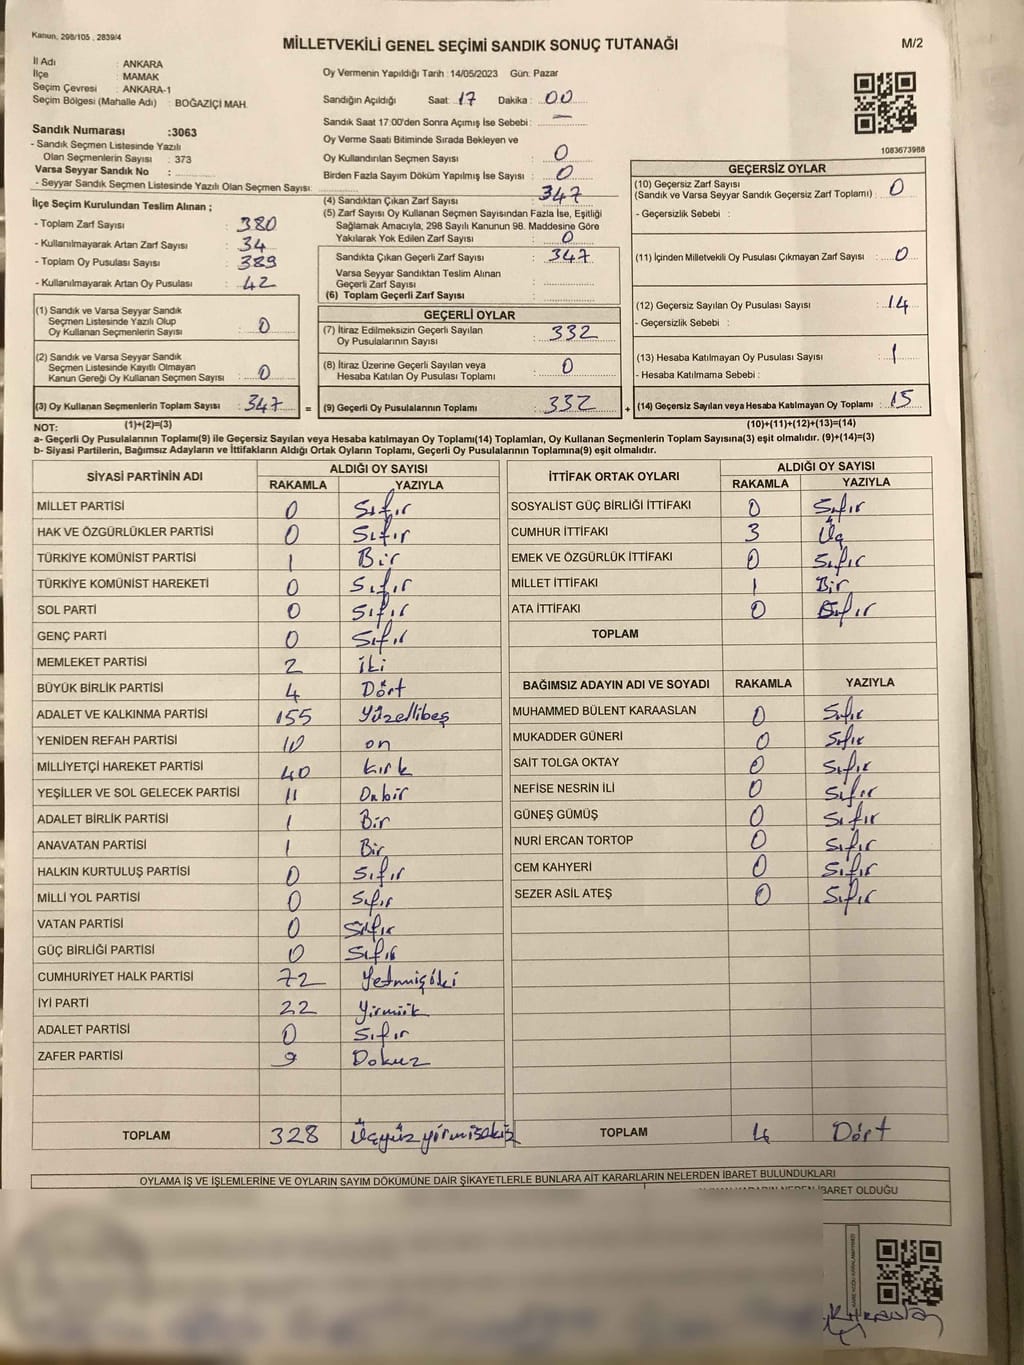 Kanun, 298/105 , 2839/4
MİLLETVEKİLİ GENEL SEÇİMİ SANDIK SONUÇ TUTANAĞI
M/2
İl Adı : ANKARA
İlçe : MAMAK
Seçim Çevresi : ANKARA-1
Seçim Bölgesi (Mahalle Adı) : BOĞAZİÇİ MAH.
Sandık Numarası :3063
- Sandık Seçmen Listesinde Yazılı
Olan Seçmenlerin Sayısı : 373
Varsa Seyyar Sandık No :
- Seyyar Sandık Seçmen Listesinde Yazılı Olan Seçmen Sayısı:
İlçe Seçim Kurulundan Teslim Alınan ;
- Toplam Zarf Sayısı : 380
- Kullanılmayarak Artan Zarf Sayısı : 34
- Toplam Oy Pusulası Sayısı : 389
- Kullanılmayarak Artan Oy Pusulası : 42
(1) Sandık ve Varsa Seyyar Sandık
Seçmen Listesinde Yazılı Olup
Oy Kullanan Seçmenlerin Sayısı : 0
(2) Sandık ve Varsa Seyyar Sandık
Seçmen Listesinde Kayıtlı Olmayan
Kanun Gereği Oy Kullanan Seçmen Sayısı : 0
(3) Oy Kullanan Seçmenlerin Toplam Sayısı : 347
(1)+(2)=(3)
Oy Vermenin Yapıldığı Tarih : 14/05/2023 Gün: Pazar
Sandığın Açıldığı Saat: 17 Dakika : 00
Sandık Saat 17:00'den Sonra Açımış İse Sebebi : —
Oy Verme Saati Bitiminde Sırada Bekleyen ve
Oy Kullandırılan Seçmen Sayısı : 0
Birden Fazla Sayım Döküm Yapılmış İse Sayısı : 0
(4) Sandıktan Çıkan Zarf Sayısı : 347
(5) Zarf Sayısı Oy Kullanan Seçmen Sayısından Fazla İse, Eşitliği
Sağlamak Amacıyla, 298 Sayılı Kanunun 98. Maddesine Göre
Yakılarak Yok Edilen Zarf Sayısı : 0
Sandıkta Çıkan Geçerli Zarf Sayısı : 347
Varsa Seyyar Sandıktan Teslim Alınan
Geçerli Zarf Sayısı :
(6) Toplam Geçerli Zarf Sayısı :
GEÇERLİ OYLAR
(7) İtiraz Edilmeksizin Geçerli Sayılan
Oy Pusulalarının Sayısı : 332
(8) İtiraz Üzerine Geçerli Sayılan veya
Hesaba Katılan Oy Pusulası Toplamı : 0
= (9) Geçerli Oy Pusulalarının Toplamı : 332 +
1083673988
GEÇERSİZ OYLAR
(10) Geçersiz Zarf Sayısı
(Sandık ve Varsa Seyyar Sandık Geçersiz Zarf Toplamı) : 0
- Geçersizlik Sebebi :
(11) İçinden Milletvekili Oy Pusulası Çıkmayan Zarf Sayısı : 0
(12) Geçersiz Sayılan Oy Pusulası Sayısı : 14
- Geçersizlik Sebebi :
(13) Hesaba Katılmayan Oy Pusulası Sayısı : 1
- Hesaba Katılmama Sebebi :
(14) Geçersiz Sayılan veya Hesaba Katılmayan Oy Toplamı : 15
(10)+(11)+(12)+(13)=(14)
NOT:
a- Geçerli Oy Pusulalarının Toplamı(9) ile Geçersiz Sayılan veya Hesaba katılmayan Oy Toplamı(14) Toplamları, Oy Kullanan Seçmenlerin Toplam Sayısına(3) eşit olmalıdır. (9)+(14)=(3)
b- Siyasi Partilerin, Bağımsız Adayların ve İttifakların Aldığı Ortak Oyların Toplamı, Geçerli Oy Pusulalarının Toplamına(9) eşit olmalıdır.
SİYASİ PARTİNİN ADI ALDIĞI OY SAYISI
RAKAMLA YAZIYLA
MİLLET PARTİSİ 0 Sıfır
HAK VE ÖZGÜRLÜKLER PARTİSİ 0 Sıfır
TÜRKİYE KOMÜNİST PARTİSİ 1 Bir
TÜRKİYE KOMÜNİST HAREKETİ 0 Sıfır
SOL PARTİ 0 Sıfır
GENÇ PARTİ 0 Sıfır
MEMLEKET PARTİSİ 2 iki
BÜYÜK BİRLİK PARTİSİ 4 Dört
ADALET VE KALKINMA PARTİSİ 155 Yüzellibeş
YENİDEN REFAH PARTİSİ 10 on
MİLLİYETÇİ HAREKET PARTİSİ 40 kırk
YEŞİLLER VE SOL GELECEK PARTİSİ 11 Onbir
ADALET BİRLİK PARTİSİ 1 Bir
ANAVATAN PARTİSİ 1 Bir
HALKIN KURTULUŞ PARTİSİ 0 Sıfır
MİLLİ YOL PARTİSİ 0 Sıfır
VATAN PARTİSİ 0 Sıfır
GÜÇ BİRLİĞİ PARTİSİ 0 Sıfır
CUMHURİYET HALK PARTİSİ 72 Yetmişiki
İYİ PARTİ 22 Yirmiik
ADALET PARTİSİ 0 Sıfır
ZAFER PARTİSİ 9 Dokuz
TOPLAM 328 Üçyüzyirmisekiz
İTTİFAK ORTAK OYLARI ALDIĞI OY SAYISI
RAKAMLA YAZIYLA
SOSYALİST GÜÇ BİRLİĞİ İTTİFAKI 0 Sıfır
CUMHUR İTTİFAKI 3 Üç
EMEK VE ÖZGÜRLÜK İTTİFAKI 0 Sıfır
MİLLET İTTİFAKI 1 Bir
ATA İTTİFAKI 0 Sıfır
TOPLAM
BAĞIMSIZ ADAYIN ADI VE SOYADI RAKAMLA YAZIYLA
MUHAMMED BÜLENT KARAASLAN 0 Sıfır
MUKADDER GÜNERİ 0 Sıfır
SAİT TOLGA OKTAY 0 Sıfır
NEFİSE NESRİN İLİ 0 Sıfır
GÜNEŞ GÜMÜŞ 0 Sıfır
NURİ ERCAN TORTOP 0 Sıfır
CEM KAHYERİ 0 Sıfır
SEZER ASİL ATEŞ 0 Sıfır
TOPLAM 4 Dört
OYLAMA İŞ VE İŞLEMLERİNE VE OYLARIN SAYIM DÖKÜMÜNE DAİR ŞİKAYETLERLE BUNLARA AİT KARARLARIN NELERDEN İBARET BULUNDUKLARI
İBARET OLDUĞU